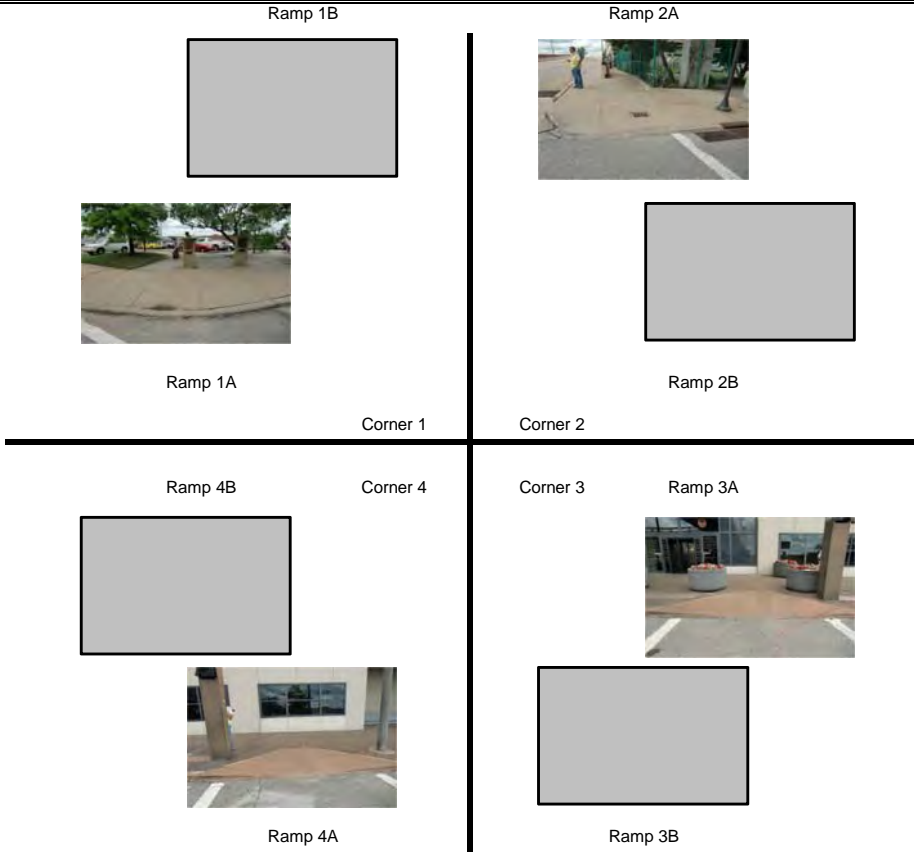 Ramp 1B
Ramp 2A
Ramp 1A
Ramp 2B
Corner 1
Corner 2
Ramp 4B
Corner 4
Corner 3
Ramp 3A
Ramp 4A
Ramp 3B